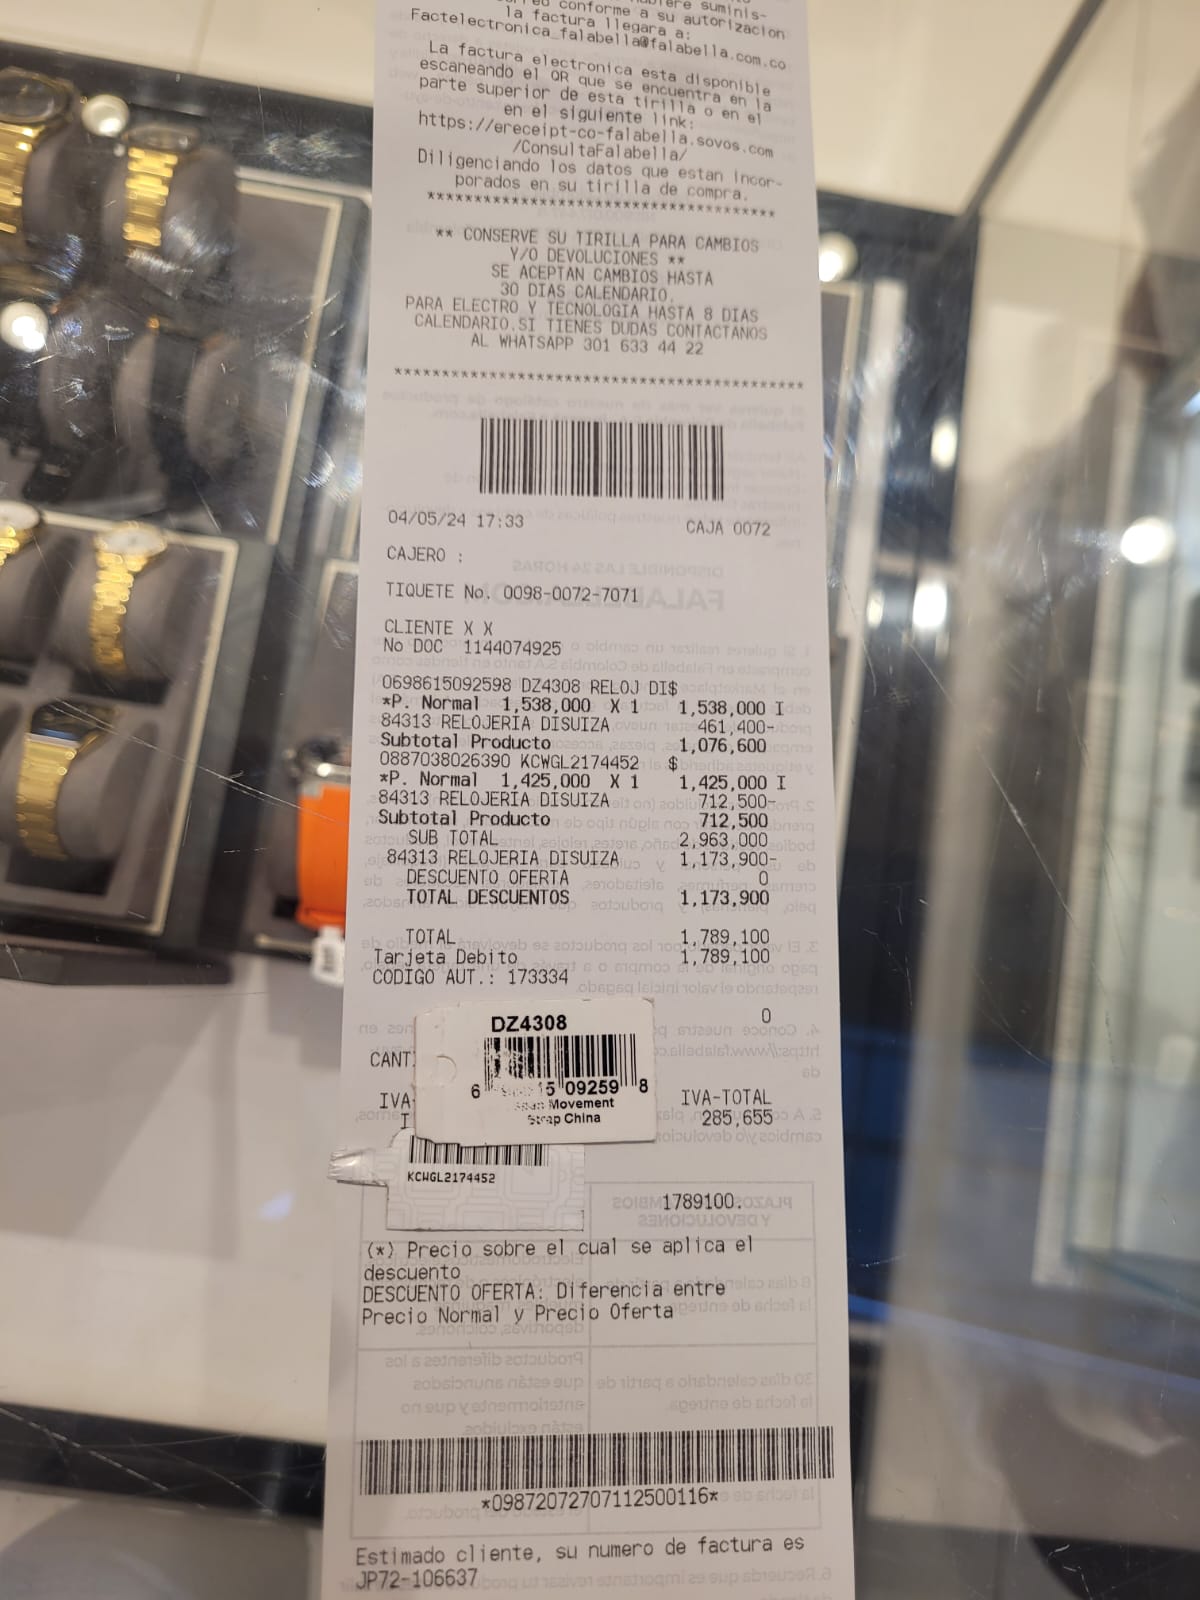 conforme a su autorizacion
la factura llegara a:
Factelectronica_falabella@falabella.com.co
La factura electronica esta disponible
escaneando el QR que se encuentra en la
parte superior de esta tirilla o en el
en el siguiente link:
https://ereceipt-co-falabella.sovos.com
/ConsultaFalabella/
Diligenciando los datos que estan incor-
porados en su tirilla de compra.
****************************************
** CONSERVE SU TIRILLA PARA CAMBIOS
Y/O DEVOLUCIONES **
SE ACEPTAN CAMBIOS HASTA
30 DIAS CALENDARIO.
PARA ELECTRO Y TECNOLOGIA HASTA 8 DIAS
CALENDARIO.SI TIENES DUDAS CONTACTANOS
AL WHATSAPP 301 633 44 22
****************************************
04/05/24 17:33 CAJA 0072
CAJERO :
TIQUETE No. 0098-0072-7071
CLIENTE X X
No DOC 1144074925
0698615092598 DZ4308 RELOJ DI$
*P. Normal 1,538,000 X 1 1,538,000 I
84313 RELOJERIA DISUIZA 461,400-
Subtotal Producto 1,076,600
0887038026390 KCWGL2174452 $
*P. Normal 1,425,000 X 1 1,425,000 I
84313 RELOJERIA DISUIZA 712,500-
Subtotal Producto 712,500
SUB TOTAL 2,963,000
84313 RELOJERIA DISUIZA 1,173,900-
DESCUENTO OFERTA 0
TOTAL DESCUENTOS 1,173,900
TOTAL 1,789,100
Tarjeta Debito 1,789,100
CODIGO AUT.: 173334
0
DZ4308
CANTI
6 15 09259 8
Movement
Strap China
IVA- IVA-TOTAL
I 285,655
KCWGL2174452
1789100.
(*) Precio sobre el cual se aplica el
descuento
DESCUENTO OFERTA: Diferencia entre
Precio Normal y Precio Oferta
*09872072707112500116*
Estimado cliente, su numero de factura es
JP72-106637